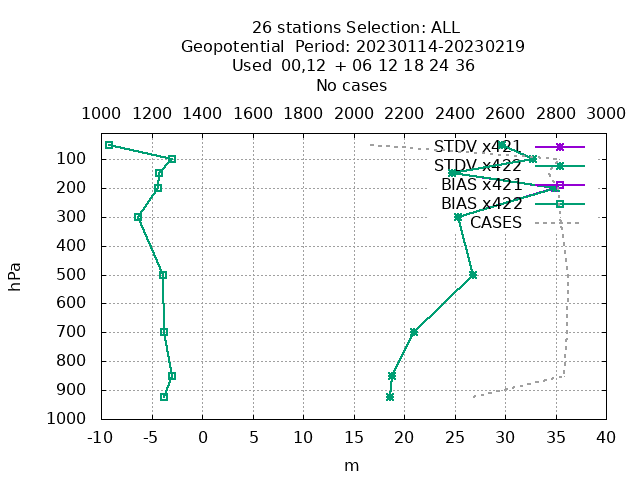 26 stations Selection: ALL
Geopotential  Period: 20230114-20230219
Used  00,12  + 06 12 18 24 36
No cases
1000 1200 1400 1600 1800 2000 2200 2400 2600 2800 3000
STDV x421
STDV x422
BIAS x421
BIAS x422
CASES
100
200
300
400
500
600
700
800
900
1000
hPa
-10 -5 0 5 10 15 20 25 30 35 40
m